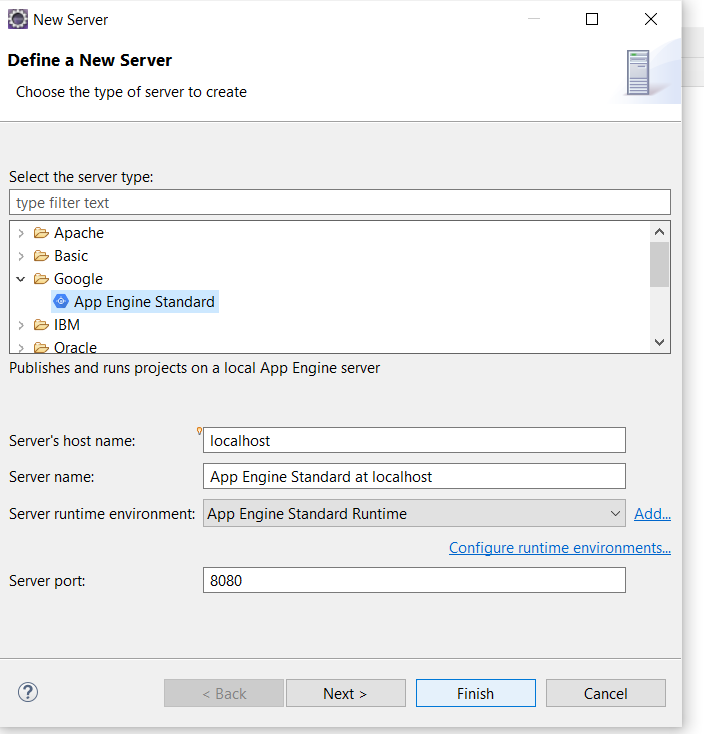 New Server
Define a New Server
Choose the type of server to create
Select the server type:
type filter text
Apache
Basic
Google
App Engine Standard
IBM
Oracle
Publishes and runs projects on a local App Engine server
Server's host name: localhost
Server name: App Engine Standard at localhost
Server runtime environment: App Engine Standard Runtime Add...
Configure runtime environments...
Server port: 8080
? < Back Next > Finish Cancel